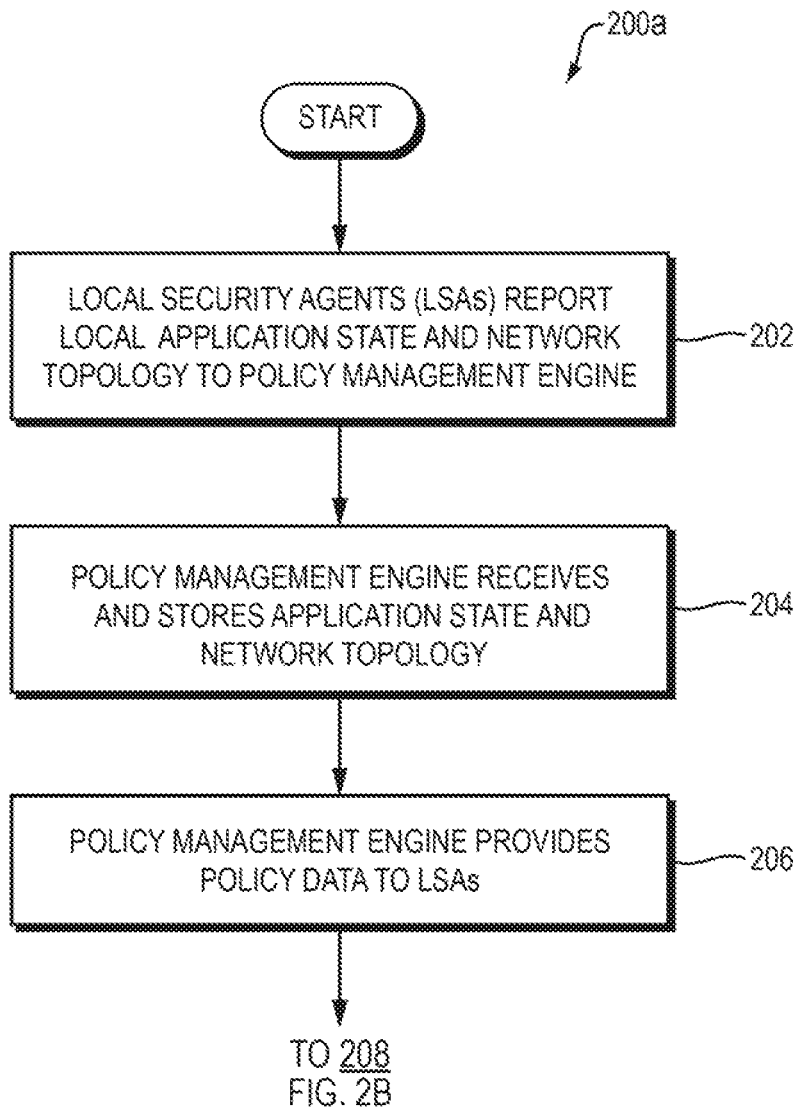 200a
START
LOCAL SECURITY AGENTS (LSAs) REPORT
LOCAL APPLICATION STATE AND NETWORK
TOPOLOGY TO POLICY MANAGEMENT ENGINE
202
POLICY MANAGEMENT ENGINE RECEIVES
AND STORES APPLICATION STATE AND
NETWORK TOPOLOGY
204
POLICY MANAGEMENT ENGINE PROVIDES
POLICY DATA TO LSAs
206
TO 208
FIG. 2B